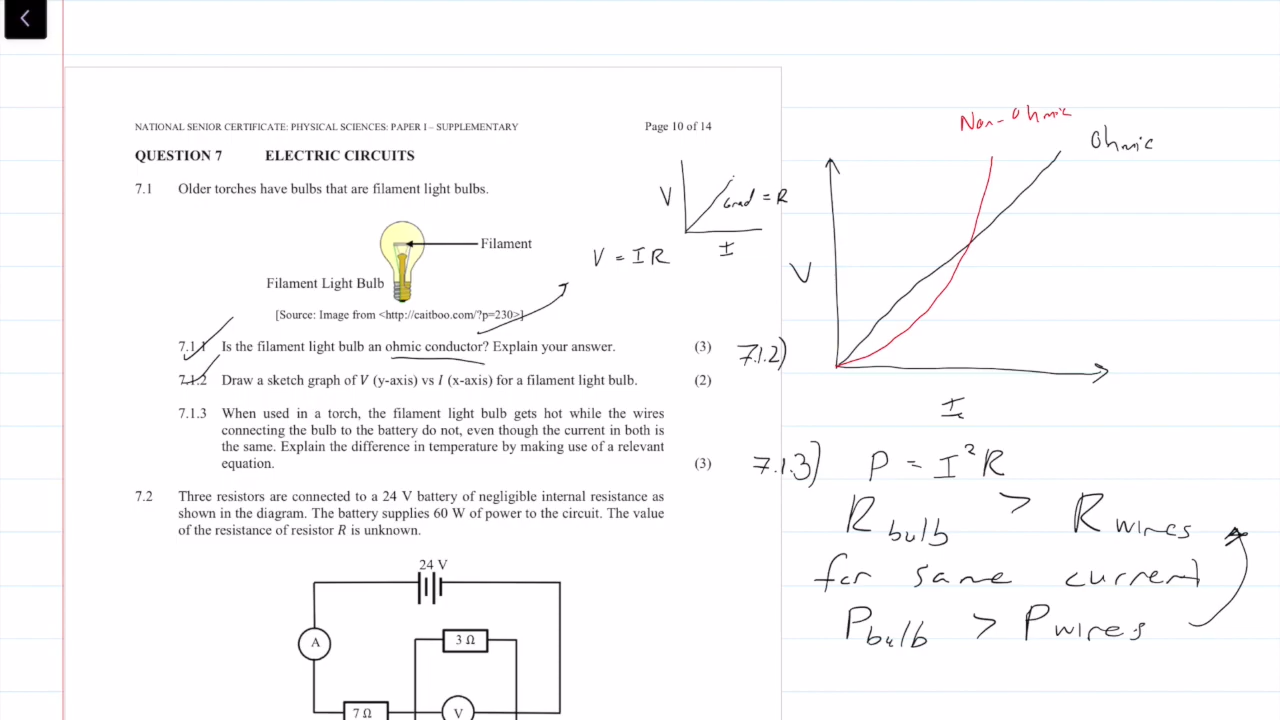 NATIONAL SENIOR CERTIFICATE: PHYSICAL SCIENCES: PAPER I – SUPPLEMENTARY Page 10 of 14
QUESTION 7 ELECTRIC CIRCUITS
7.1 Older torches have bulbs that are filament light bulbs.
Filament
Filament Light Bulb
[Source: Image from <http://caitboo.com/?p=230>]
7.1.1 Is the filament light bulb an ohmic conductor? Explain your answer. (3)
7.1.2 Draw a sketch graph of V (y-axis) vs I (x-axis) for a filament light bulb. (2)
7.1.3 When used in a torch, the filament light bulb gets hot while the wires
connecting the bulb to the battery do not, even though the current in both is
the same. Explain the difference in temperature by making use of a relevant
equation. (3)
7.2 Three resistors are connected to a 24 V battery of negligible internal resistance as
shown in the diagram. The battery supplies 60 W of power to the circuit. The value
of the resistance of resistor R is unknown.
24 V
A
3 Ω
7 Ω
V
V
Grad = R
I
V = I R
Non-Ohmic
Ohmic
V
7.1.2)
I
7.1.3) P = I² R
R bulb > R wires
for same current
P bulb > P wires